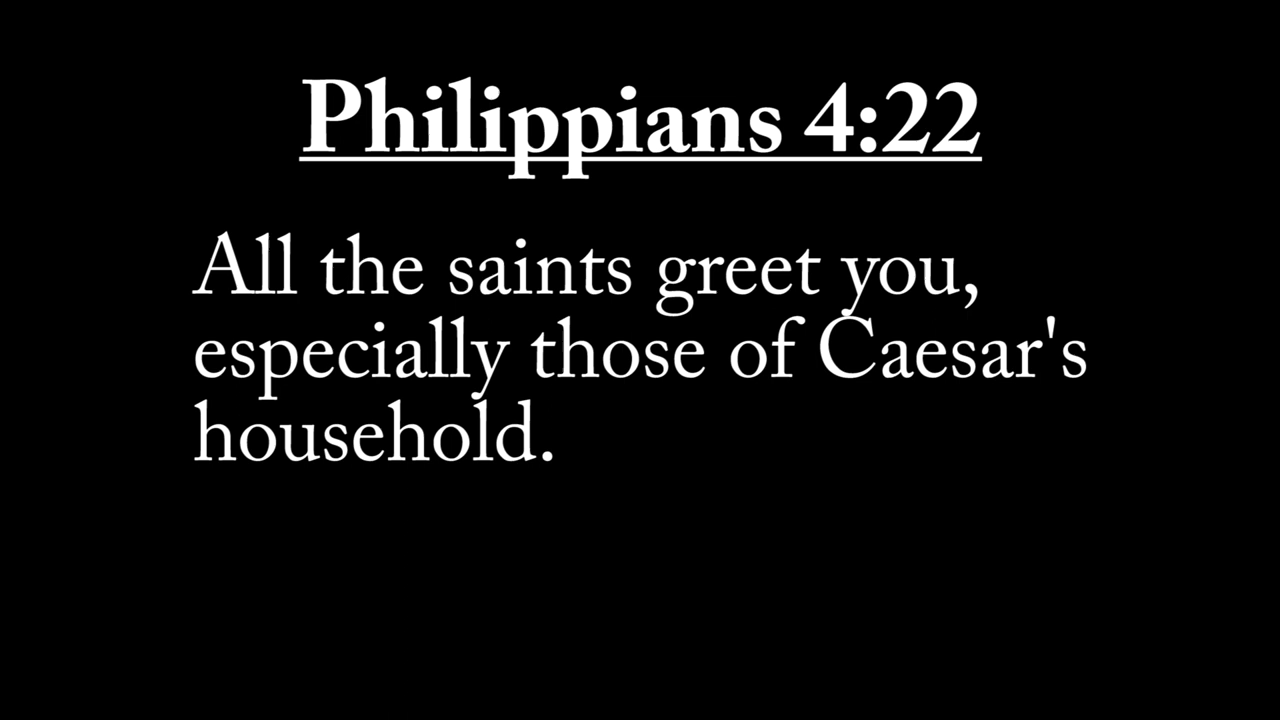 Philippians 4:22
All the saints greet you,
especially those of Caesar's
household.